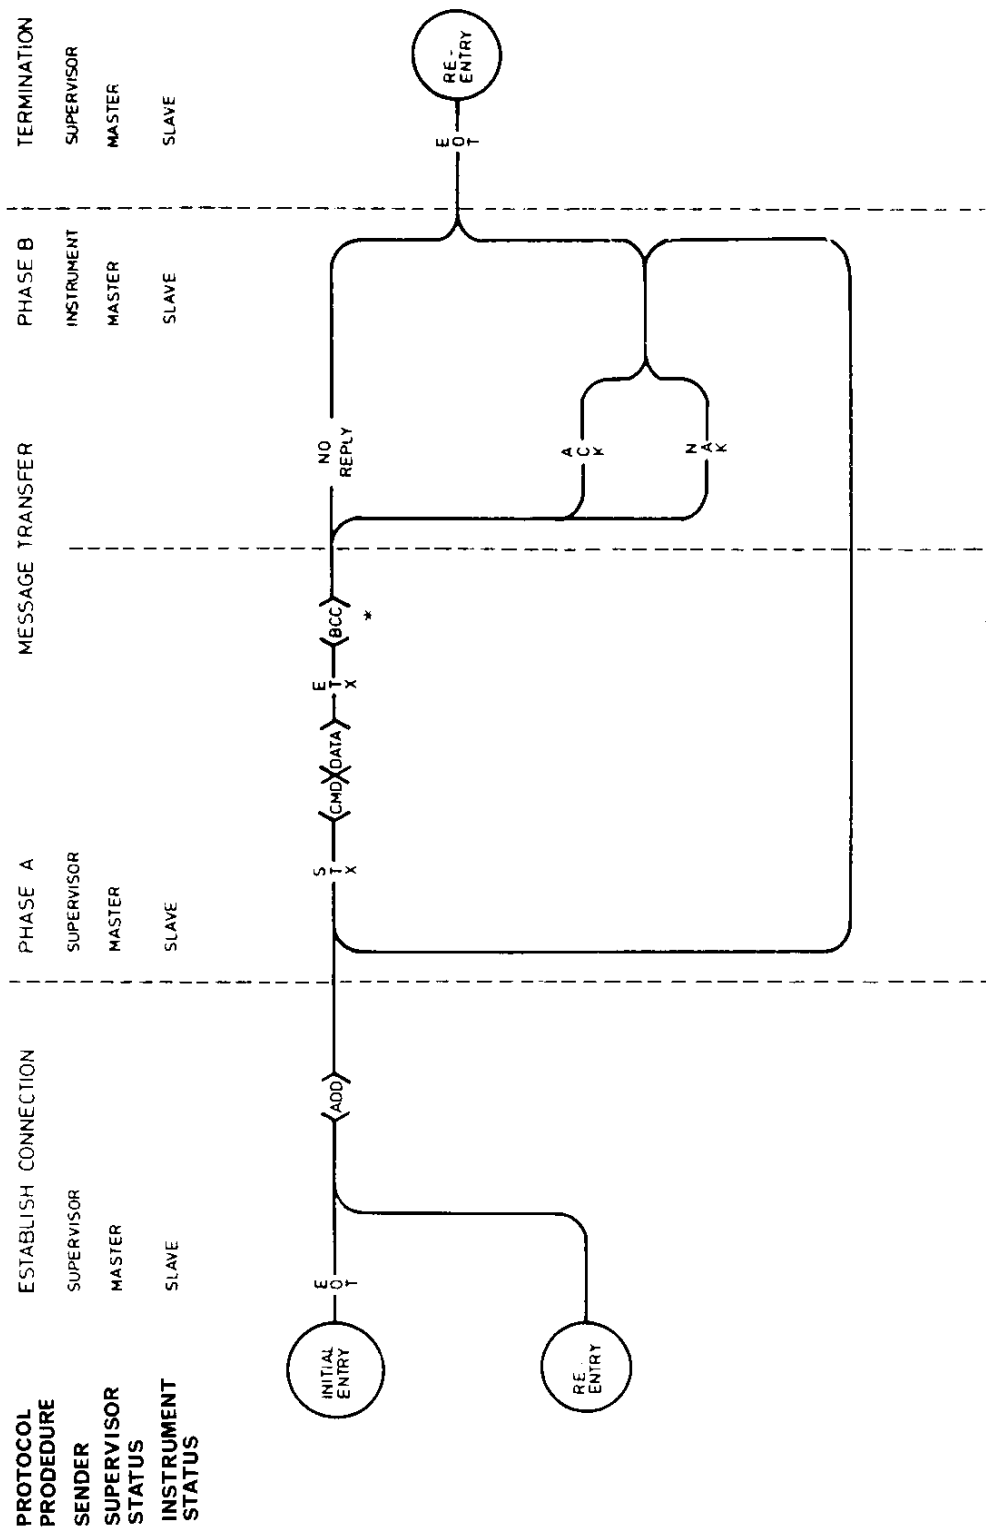 PROTOCOL
PRODEDURE
ESTABLISH CONNECTION
PHASE A
MESSAGE TRANSFER
PHASE B
TERMINATION
SENDER
SUPERVISOR
SUPERVISOR
INSTRUMENT
SUPERVISOR
SUPERVISOR
STATUS
MASTER
MASTER
MASTER
MASTER
INSTRUMENT
STATUS
SLAVE
SLAVE
SLAVE
SLAVE
INITIAL
ENTRY
EOT
<ADD>
STX
<CMD><DATA>
ETX
<BCC>
*
NO
REPLY
EOT
RE-
ENTRY
ACK
NAK
RE-
ENTRY